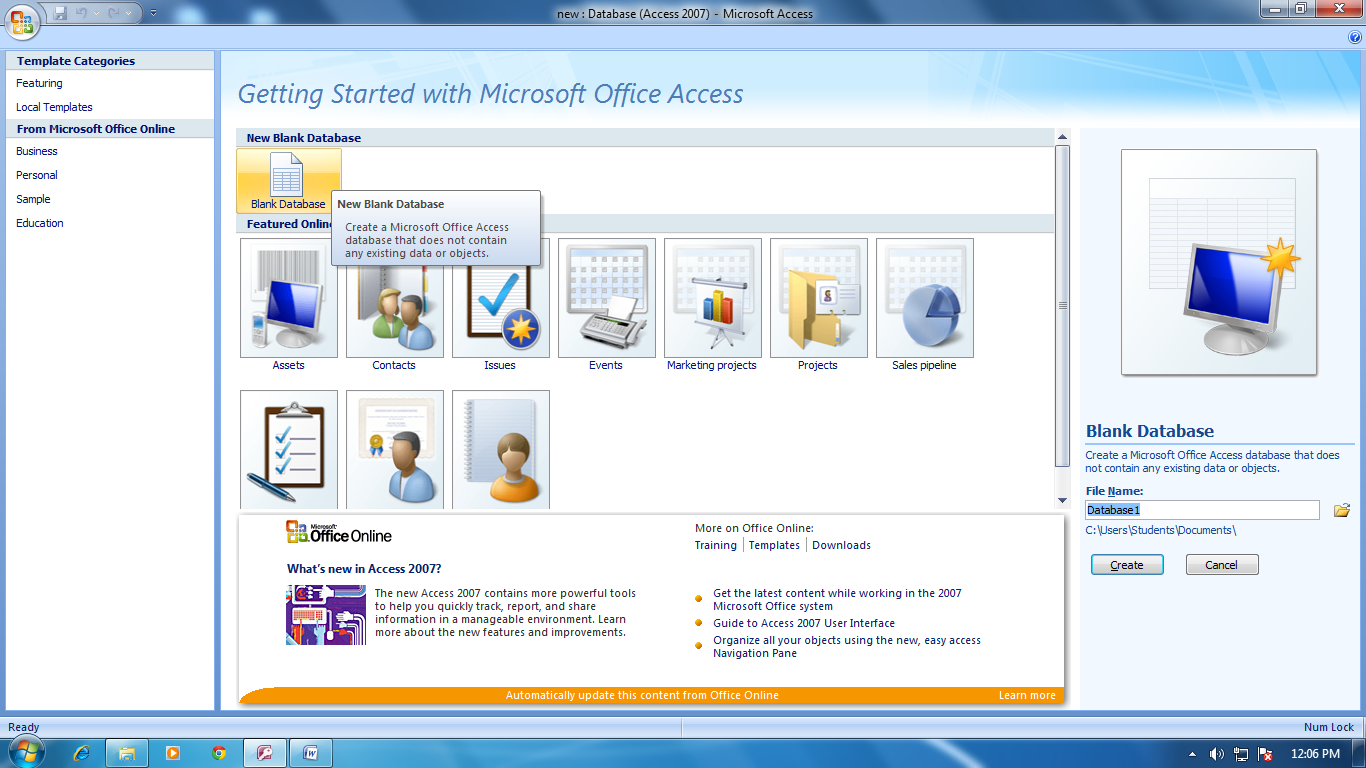 new : Database (Access 2007) - Microsoft Access
Template Categories
Featuring
Local Templates
From Microsoft Office Online
Business
Personal
Sample
Education
Getting Started with Microsoft Office Access
New Blank Database
Blank Database
New Blank Database
Create a Microsoft Office Access
database that does not contain
any existing data or objects.
Featured Online
Assets
Contacts
Issues
Events
Marketing projects
Projects
Sales pipeline
Microsoft
Office Online
What's new in Access 2007?
The new Access 2007 contains more powerful tools
to help you quickly track, report, and share
information in a manageable environment. Learn
more about the new features and improvements.
More on Office Online:
Training | Templates | Downloads
Get the latest content while working in the 2007
Microsoft Office system
Guide to Access 2007 User Interface
Organize all your objects using the new, easy access
Navigation Pane
Automatically update this content from Office Online
Learn more
Blank Database
Create a Microsoft Office Access database that does
not contain any existing data or objects.
File Name:
Database1
C:\Users\Students\Documents\
Create
Cancel
Ready
Num Lock
12:06 PM